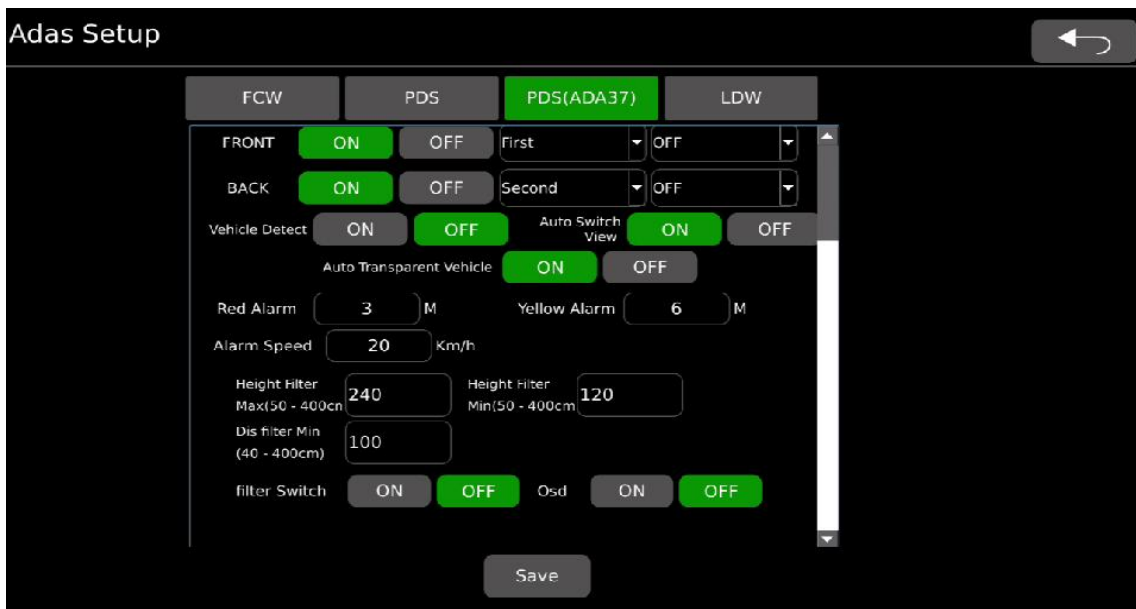 Adas Setup
FCW PDS PDS(ADA37) LDW
FRONT ON OFF First OFF
BACK ON OFF Second OFF
Vehicle Detect ON OFF Auto Switch View ON OFF
Auto Transparent Vehicle ON OFF
Red Alarm 3 M Yellow Alarm 6 M
Alarm Speed 20 Km/h
Height Filter Max(50 - 400cm 240 Height Filter Min(50 - 400cm 120
Dis filter Min (40 - 400cm) 100
filter Switch ON OFF Osd ON OFF
Save